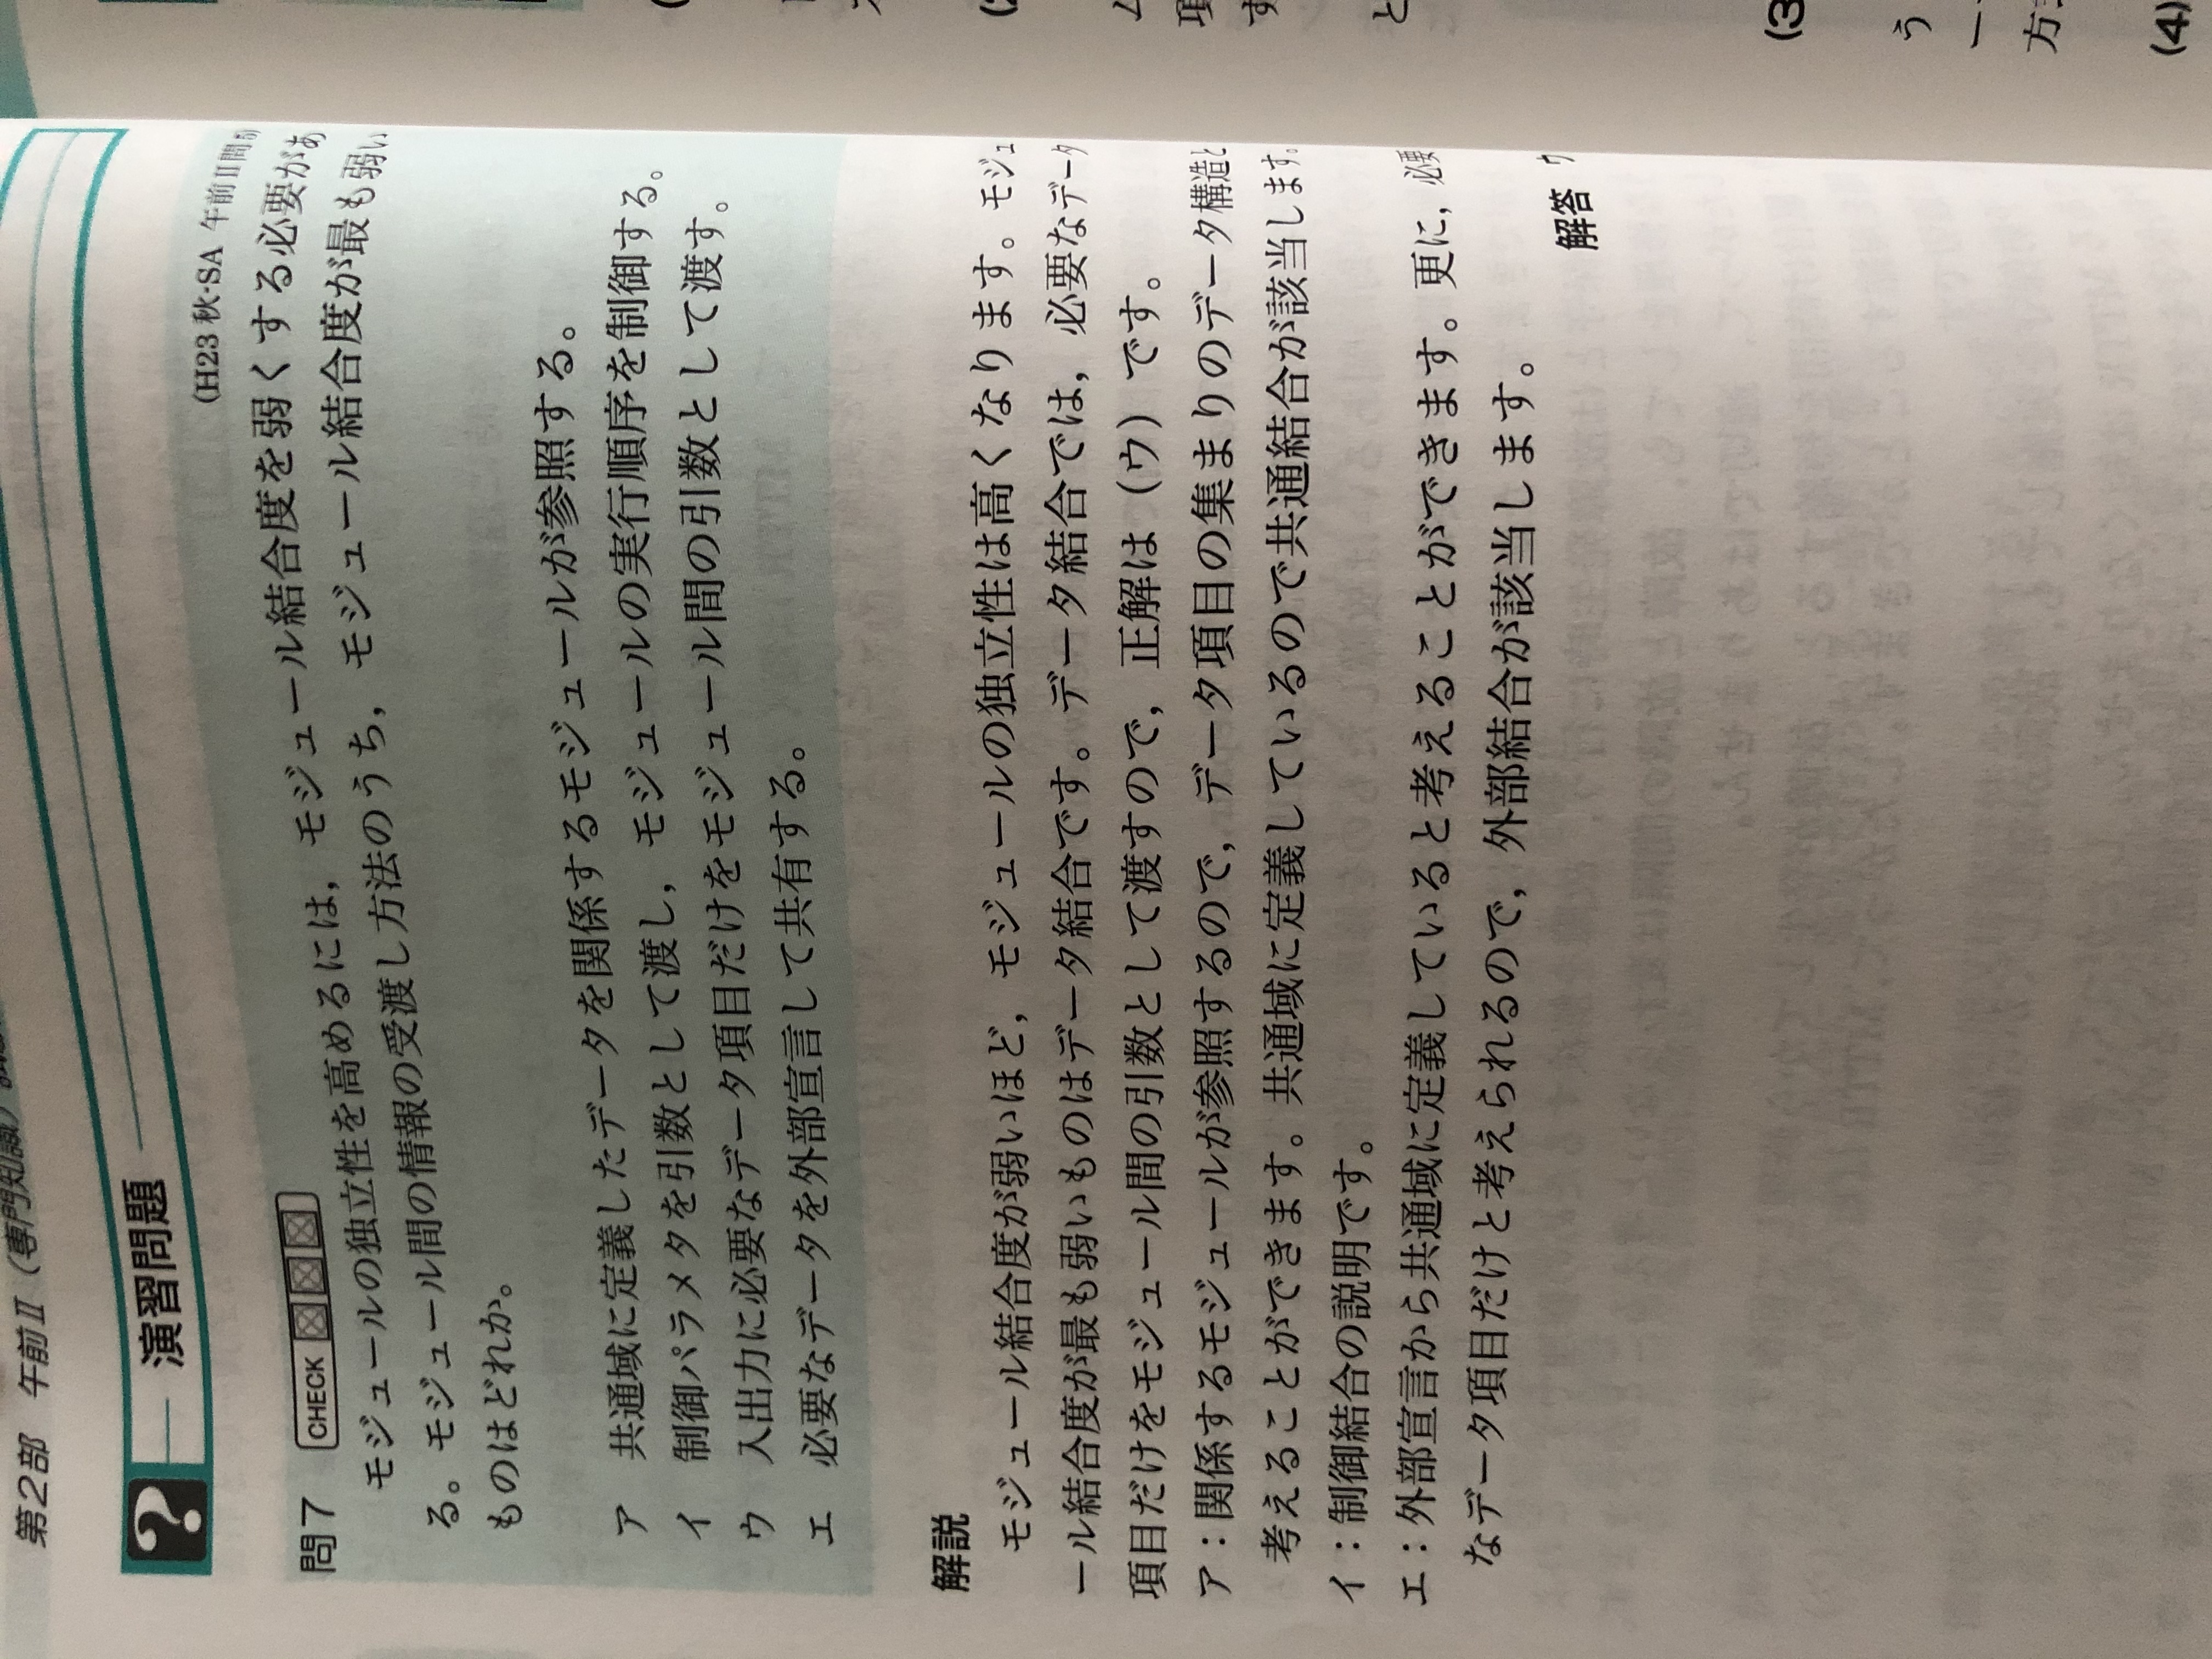 第2部 午前Ⅱ（専門知識）
演習問題
(H23 秋-SA 午前Ⅱ問5)
問7 CHECK
モジュールの独立性を高めるには，モジュール結合度を弱くする必要があ
る。モジュール間の情報の受渡し方法のうち，モジュール結合度が最も弱い
ものはどれか。
ア 共通域に定義したデータを関係するモジュールが参照する。
イ 制御パラメタを引数として渡し，モジュールの実行順序を制御する。
ウ 入出力に必要なデータ項目だけをモジュール間の引数として渡す。
エ 必要なデータを外部宣言して共有する。
解説
モジュール結合度が弱いほど，モジュールの独立性は高くなります。モジュ
ール結合度が最も弱いものはデータ結合です。データ結合では，必要なデータ
項目だけをモジュール間の引数として渡すので，正解は（ウ）です。
ア：関係するモジュールが参照するので，データ項目の集まりのデータ構造と
考えることができます。共通域に定義しているので共通結合が該当します。
イ：制御結合の説明です。
エ：外部宣言から共通域に定義していると考えることができます。更に，必要
なデータ項目だけと考えられるので，外部結合が該当します。
解答 ウ
(3
う
方
(4)